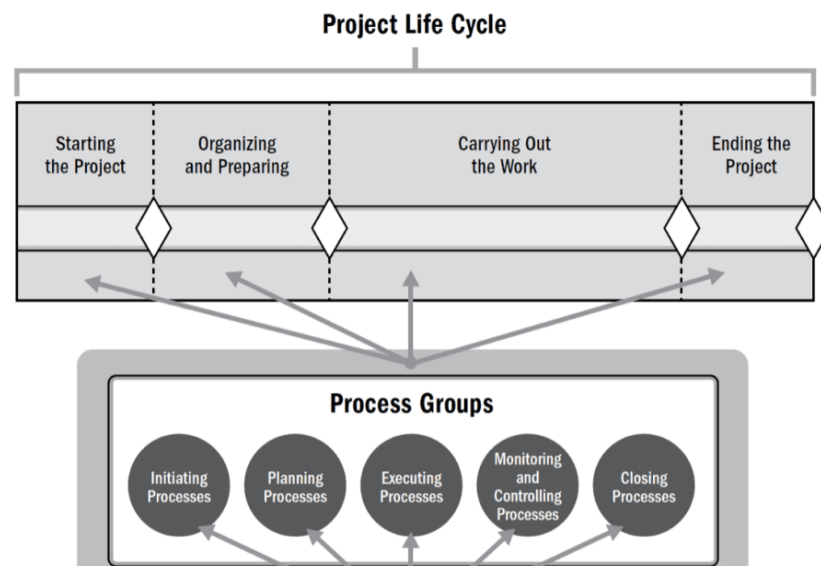 Project Life Cycle
Starting
the Project
Organizing
and Preparing
Carrying Out
the Work
Ending the
Project
Process Groups
Initiating
Processes
Planning
Processes
Executing
Processes
Monitoring
and
Controlling
Processes
Closing
Processes